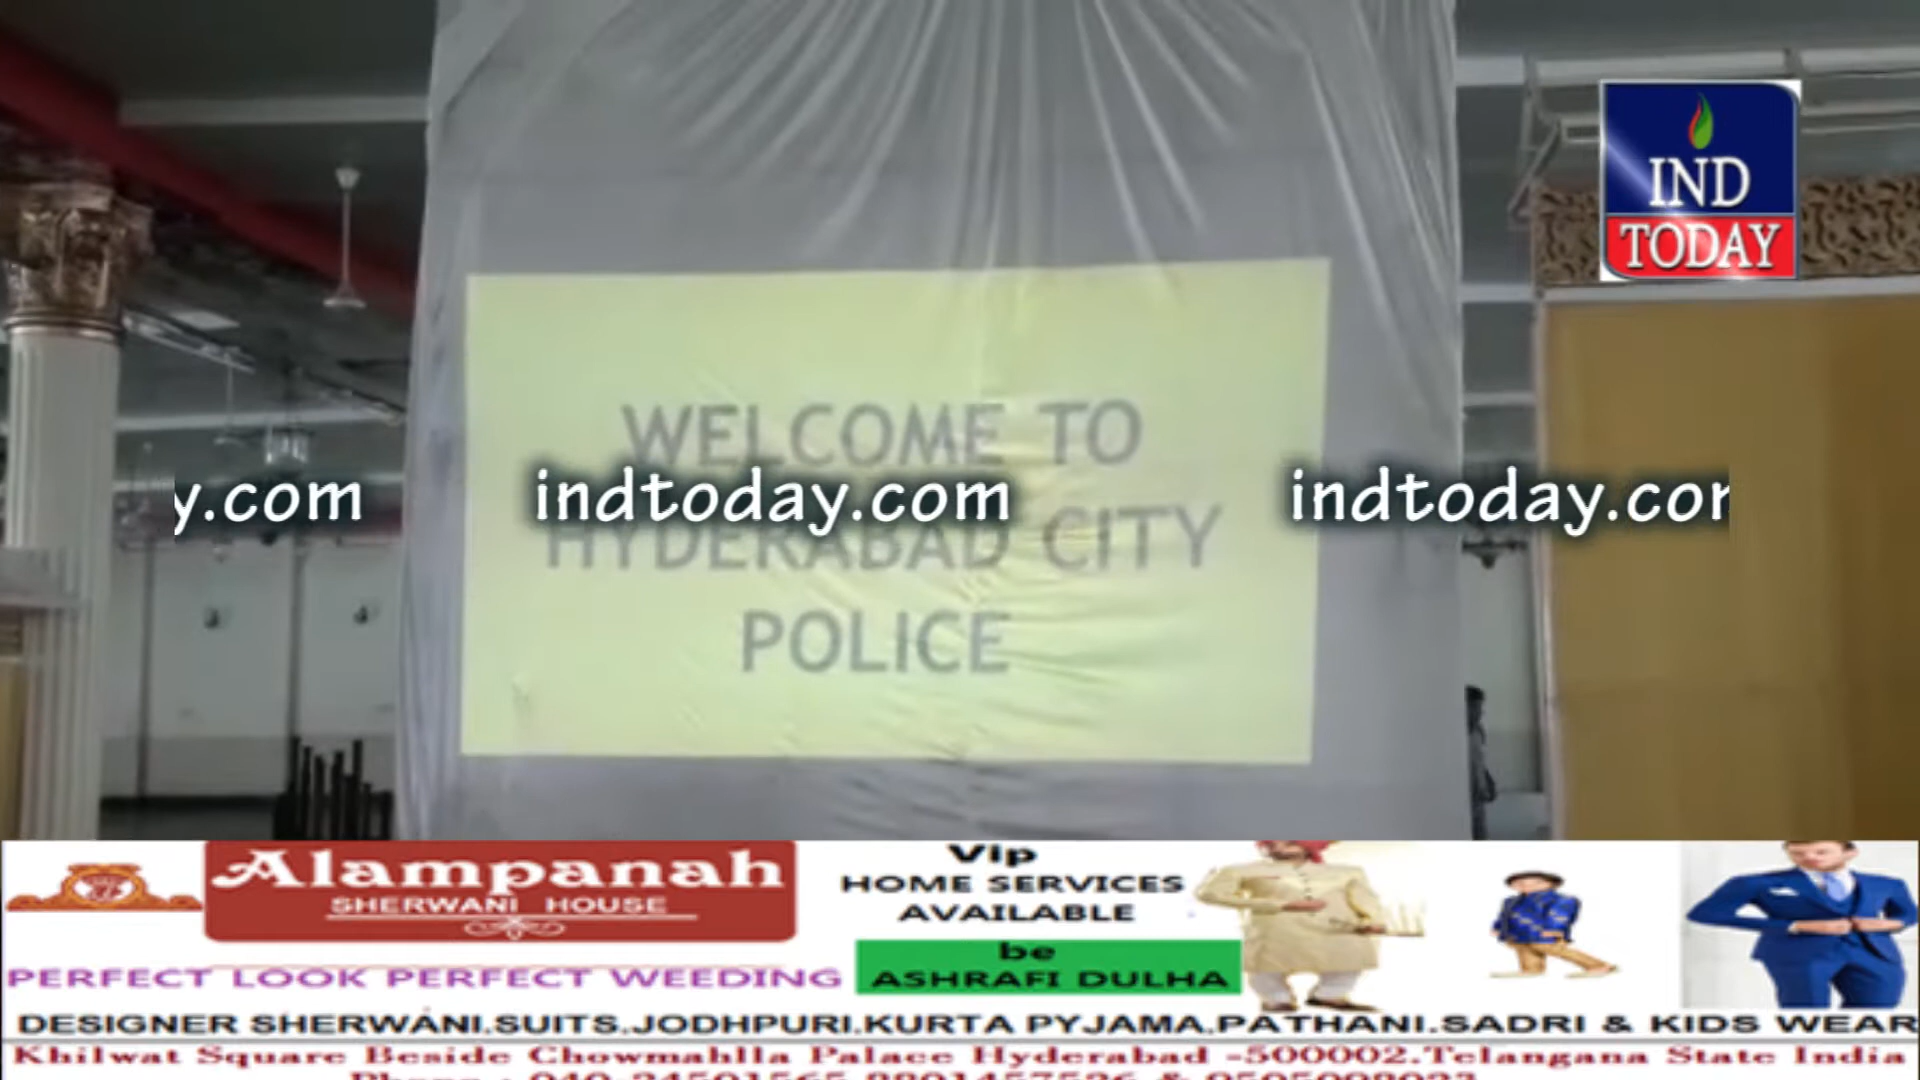 IND
TODAY
WELCOME TO
y.com indtoday.com indtoday.cor
HYDERABAD CITY
POLICE
Alampanah
SHERWANI HOUSE
Vip
HOME SERVICES
AVAILABLE
be
ASHRAFI DULHA
PERFECT LOOK PERFECT WEEDING
DESIGNER SHERWANI.SUITS.JODHPURI.KURTA PYJAMA.PATHANI.SADRI & KIDS WEAR
Khilwat Square Beside Chowmahlla Palace Hyderabad -500002.Telangana State India